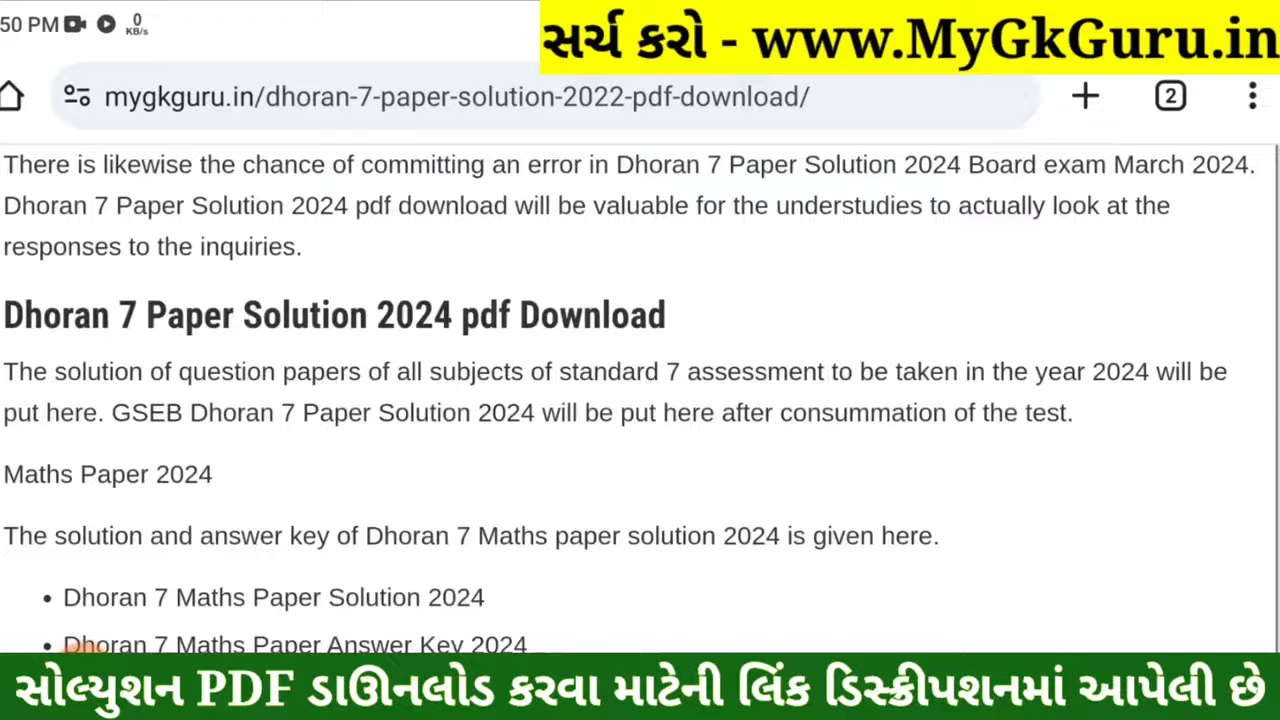 50 PM 0 KB/s
સર્ચ કરો - www.MyGkGuru.in
mygkguru.in/dhoran-7-paper-solution-2022-pdf-download/
2
There is likewise the chance of committing an error in Dhoran 7 Paper Solution 2024 Board exam March 2024.
Dhoran 7 Paper Solution 2024 pdf download will be valuable for the understudies to actually look at the
responses to the inquiries.
Dhoran 7 Paper Solution 2024 pdf Download
The solution of question papers of all subjects of standard 7 assessment to be taken in the year 2024 will be
put here. GSEB Dhoran 7 Paper Solution 2024 will be put here after consummation of the test.
Maths Paper 2024
The solution and answer key of Dhoran 7 Maths paper solution 2024 is given here.
• Dhoran 7 Maths Paper Solution 2024
• Dhoran 7 Maths Paper Answer Key 2024
સોલ્યુશન PDF ડાઊનલોડ કરવા માટેની લિંક ડિસ્ક્રીપશનમાં આપેલી છે